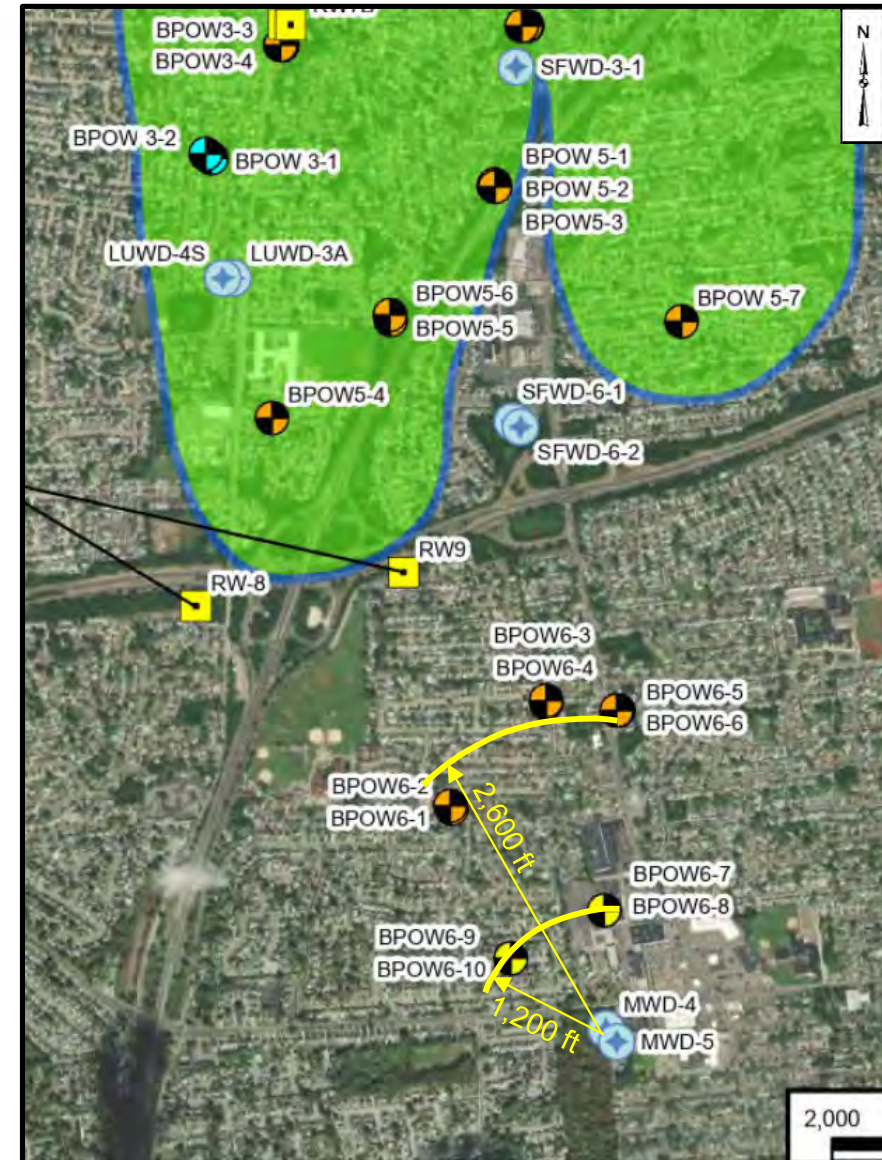 N
BPOW3-3
BPOW3-4
SFWD-3-1
BPOW 3-2
BPOW 3-1
BPOW 5-1
BPOW 5-2
BPOW5-3
LUWD-4S
LUWD-3A
BPOW5-6
BPOW5-5
BPOW 5-7
BPOW5-4
SFWD-6-1
SFWD-6-2
RW9
RW-8
BPOW6-3
BPOW6-4
BPOW6-5
BPOW6-6
BPOW6-2
BPOW6-1
2,600 ft
BPOW6-7
BPOW6-8
BPOW6-9
BPOW6-10
1,200 ft
MWD-4
MWD-5
2,000